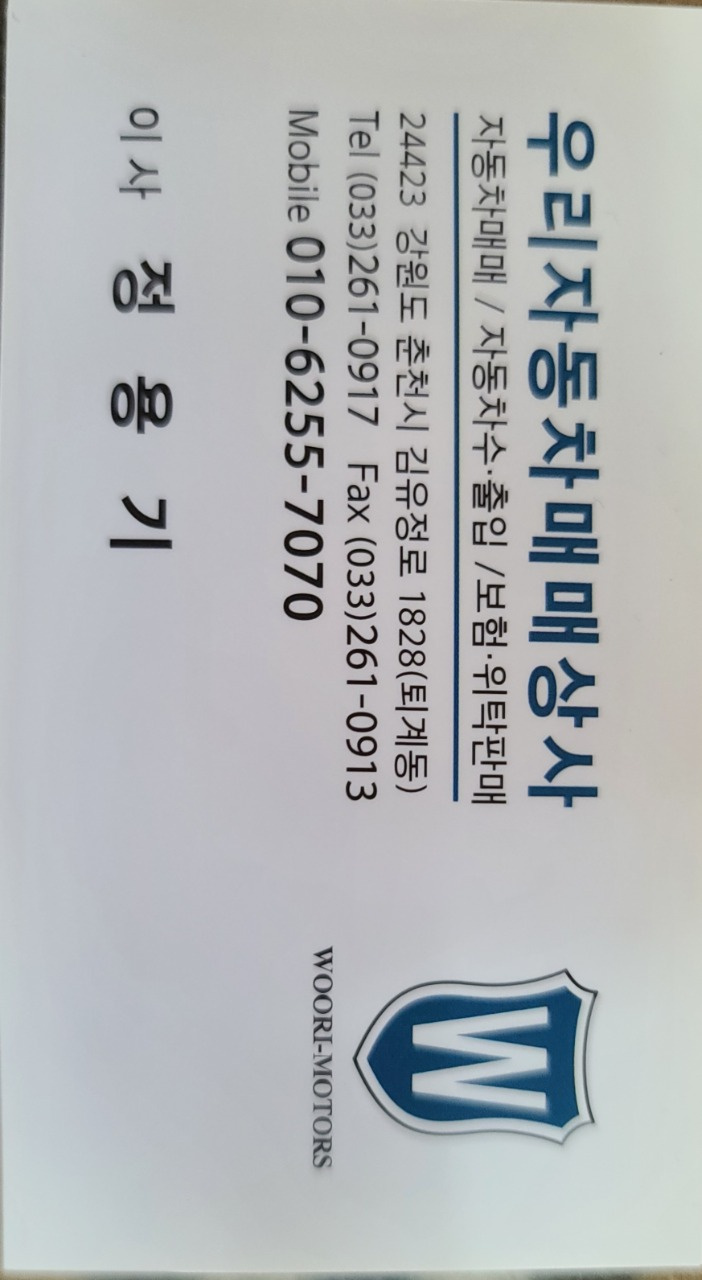 우리자동차매매상사
자동차매매 / 자동차수·출입 /보험·위탁판매
24423 강원도 춘천시 김유정로 1828(퇴계동)
Tel (033)261-0917 Fax (033)261-0913
Mobile 010-6255-7070
이사 정 용 기
W
WOORI-MOTORS